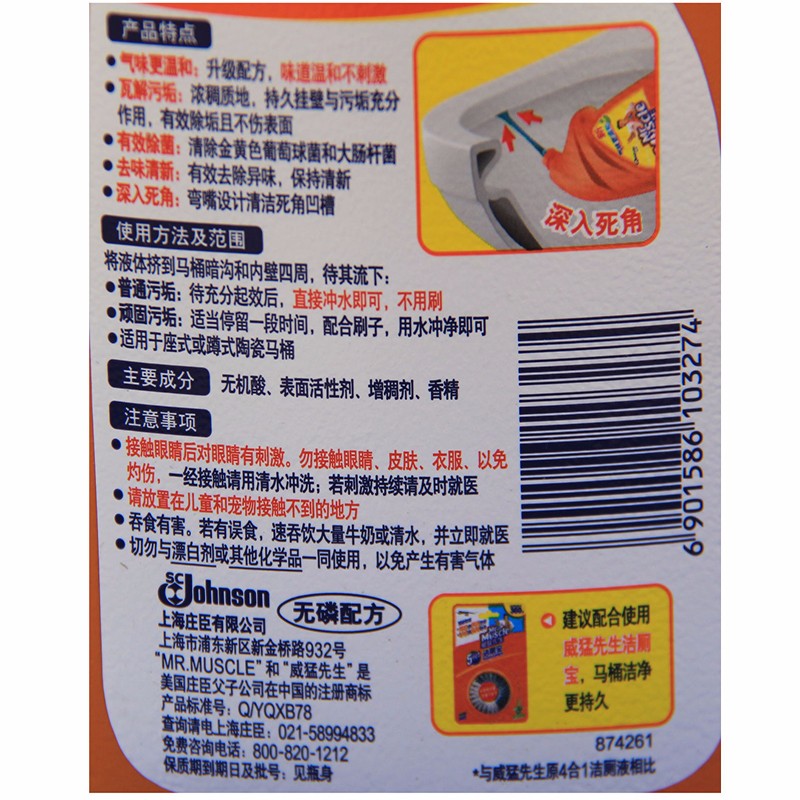 产品特点
• 气味更温和：升级配方，味道温和不刺激
• 瓦解污垢：浓稠质地，持久挂壁与污垢充分
作用，有效除垢且不伤表面
• 有效除菌：清除金黄色葡萄球菌和大肠杆菌
• 去味清新：有效去除异味，保持清新
• 深入死角：弯嘴设计清洁死角凹槽
深入死角
使用方法及范围
将液体挤到马桶暗沟和内壁四周，待其流下：
• 普通污垢：待充分起效后，直接冲水即可，不用刷
• 顽固污垢：适当停留一段时间，配合刷子，用水冲净即可
• 适用于座式或蹲式陶瓷马桶
主要成分 无机酸、表面活性剂、增稠剂、香精
注意事项
• 接触眼睛后对眼睛有刺激。勿接触眼睛、皮肤、衣服，以免
灼伤，一经接触请用清水冲洗；若刺激持续请及时就医
• 请放置在儿童和宠物接触不到的地方
• 吞食有害。若有误食，速吞饮大量牛奶或清水，并立即就医
• 切勿与漂白剂或其他化学品一同使用，以免产生有害气体
6 901586 103274
SC Johnson
无磷配方
上海庄臣有限公司
上海市浦东新区新金桥路932号
"MR.MUSCLE"和"威猛先生"是
美国庄臣父子公司在中国的注册商标
产品标准号：Q/YQXB78
查询请电上海庄臣：021-58994833
免费咨询电话：800-820-1212
保质期到期日及批号：见瓶身
建议配合使用
威猛先生洁厕
宝，马桶洁净
更持久
874261
*与威猛先生原4合1洁厕液相比